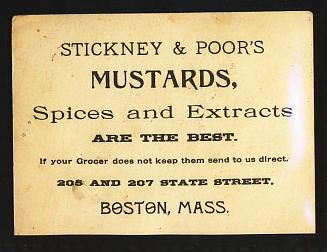 STICKNEY & POOR'S
MUSTARDS,
Spices and Extracts
ARE THE BEST.
If your Grocer does not keep them send to us direct.
205 AND 207 STATE STREET,
BOSTON, MASS.